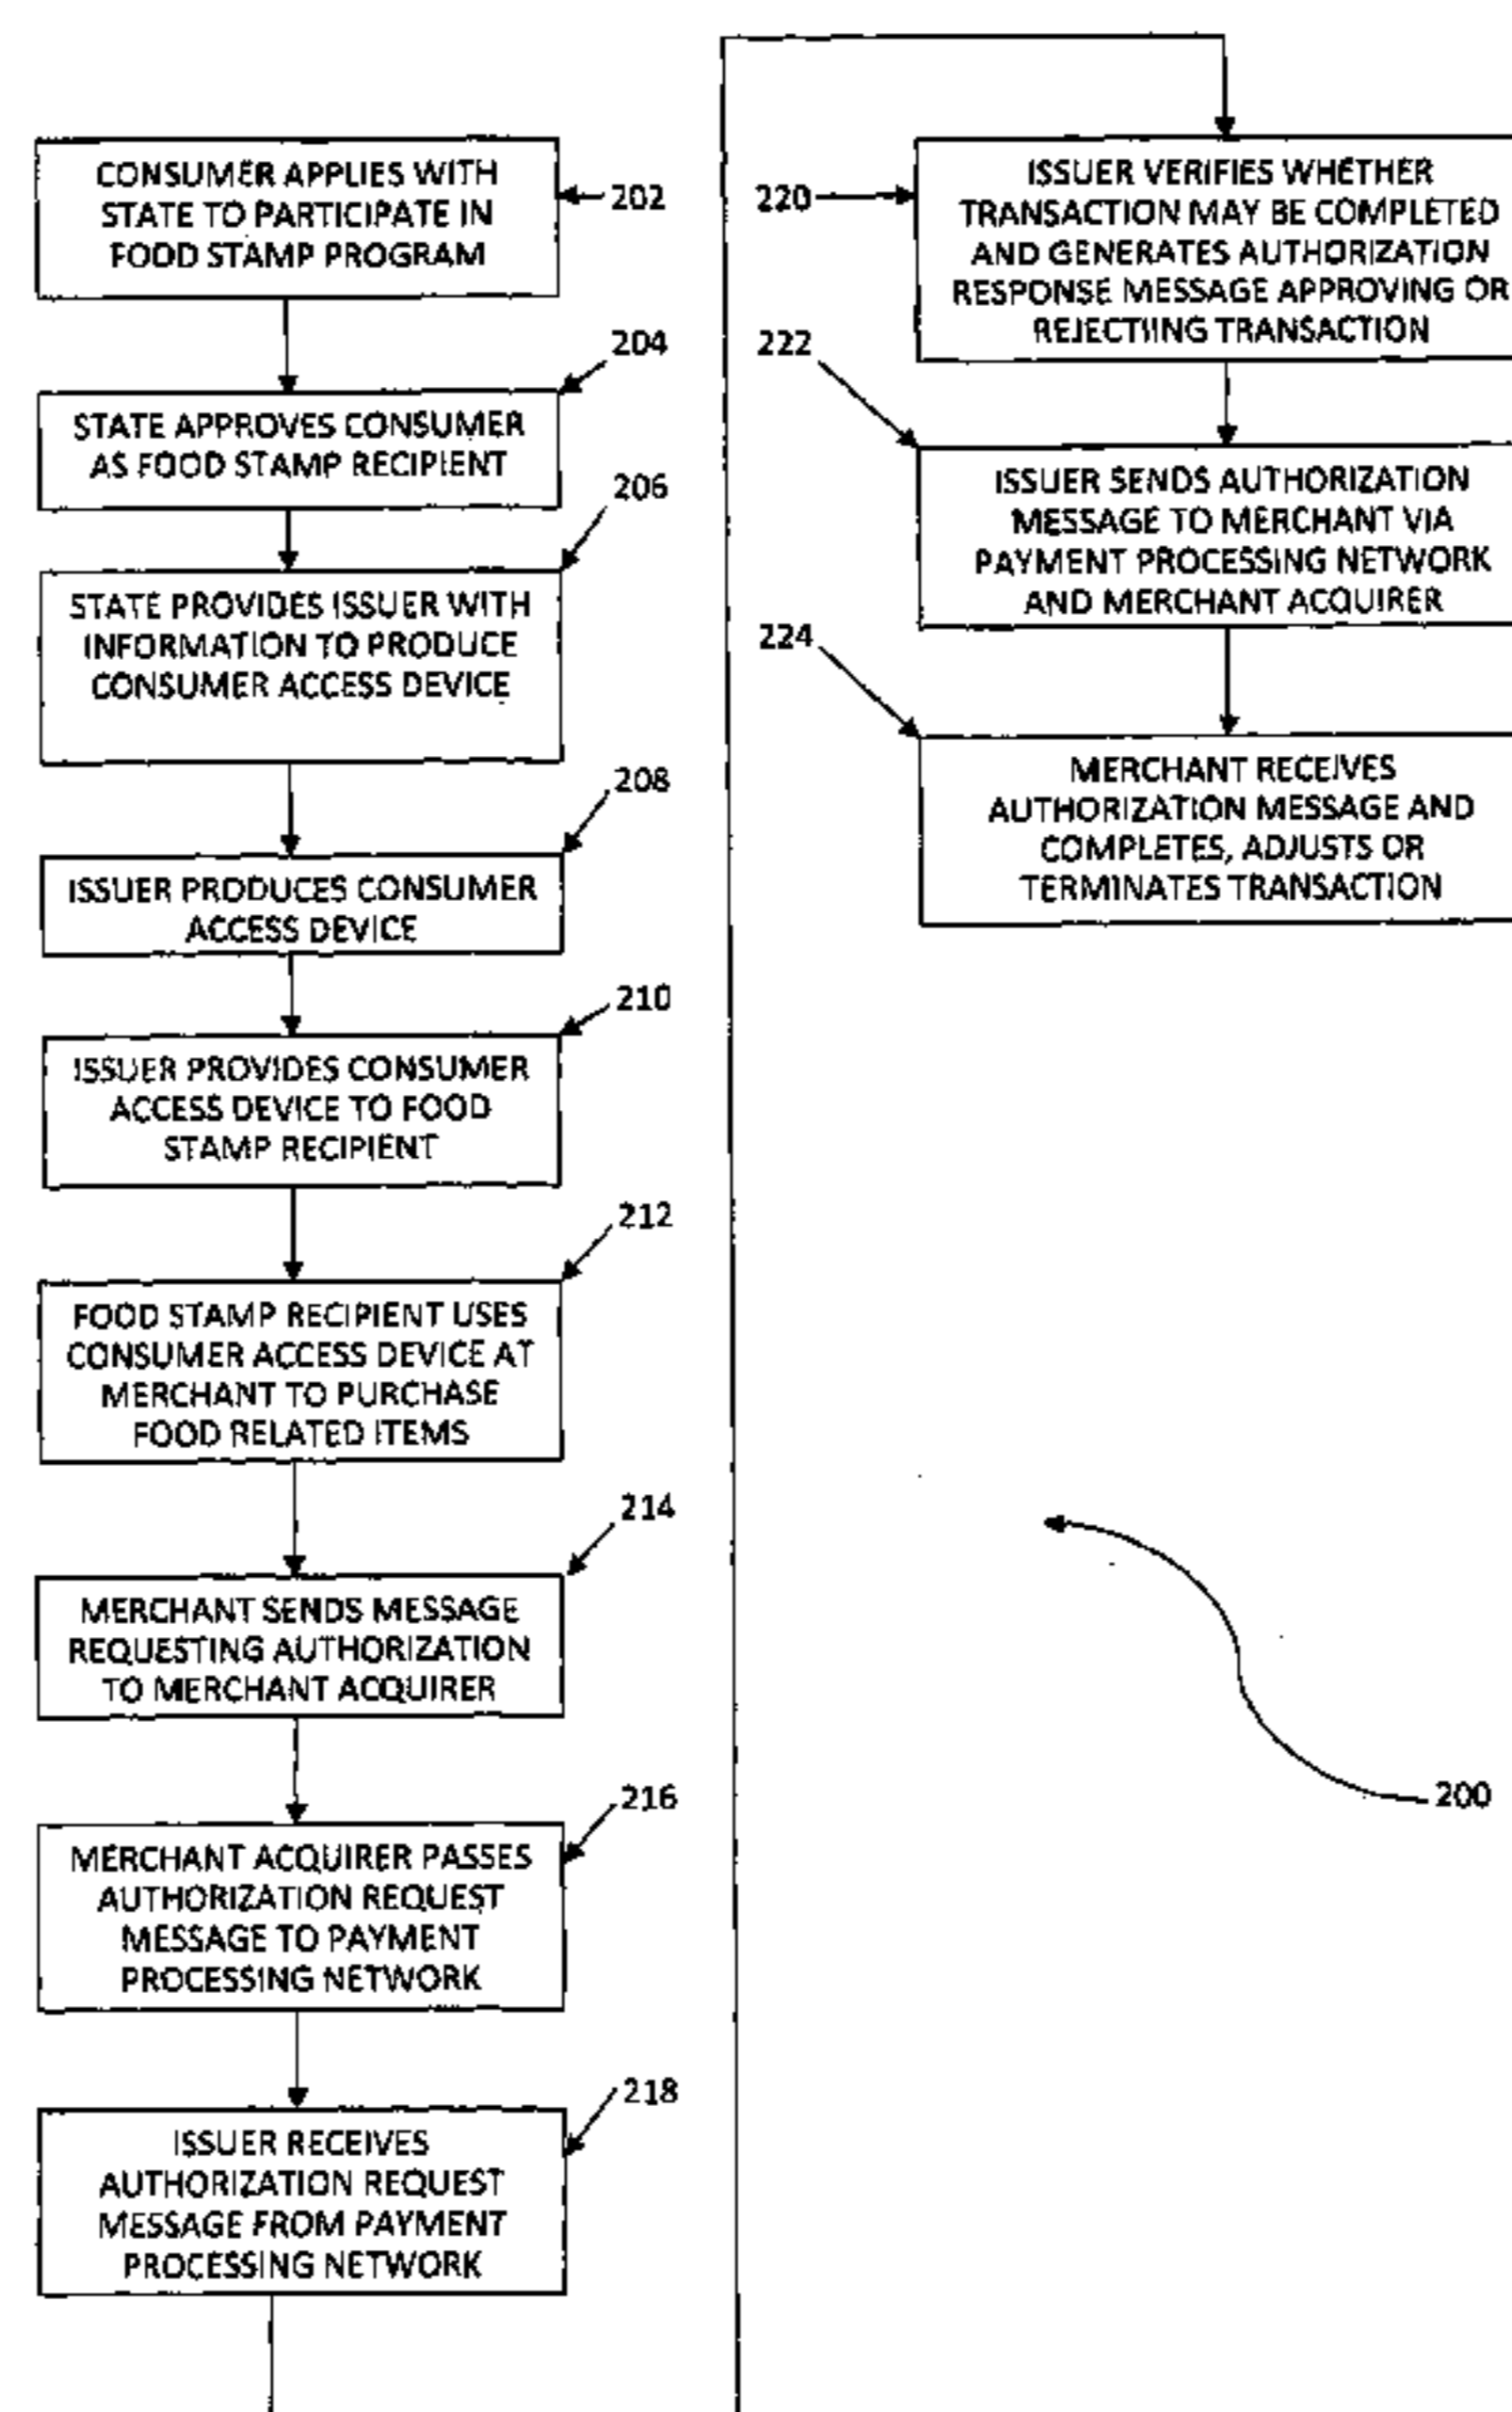 CONSUMER APPLIES WITH
STATE TO PARTICIPATE IN
FOOD STAMP PROGRAM
202
204
STATE APPROVES CONSUMER
AS FOOD STAMP RECIPIENT
206
STATE PROVIDES ISSUER WITH
INFORMATION TO PRODUCE
CONSUMER ACCESS DEVICE
208
ISSUER PRODUCES CONSUMER
ACCESS DEVICE
210
ISSUER PROVIDES CONSUMER
ACCESS DEVICE TO FOOD
STAMP RECIPIENT
212
FOOD STAMP RECIPIENT USES
CONSUMER ACCESS DEVICE AT
MERCHANT TO PURCHASE
FOOD RELATED ITEMS
214
MERCHANT SENDS MESSAGE
REQUESTING AUTHORIZATION
TO MERCHANT ACQUIRER
216
MERCHANT ACQUIRER PASSES
AUTHORIZATION REQUEST
MESSAGE TO PAYMENT
PROCESSING NETWORK
218
ISSUER RECEIVES
AUTHORIZATION REQUEST
MESSAGE FROM PAYMENT
PROCESSING NETWORK
220
ISSUER VERIFIES WHETHER
TRANSACTION MAY BE COMPLETED
AND GENERATES AUTHORIZATION
RESPONSE MESSAGE APPROVING OR
REJECTIING TRANSACTION
222
ISSUER SENDS AUTHORIZATION
MESSAGE TO MERCHANT VIA
PAYMENT PROCESSING NETWORK
AND MERCHANT ACQUIRER
224
MERCHANT RECEIVES
AUTHORIZATION MESSAGE AND
COMPLETES, ADJUSTS OR
TERMINATES TRANSACTION
200